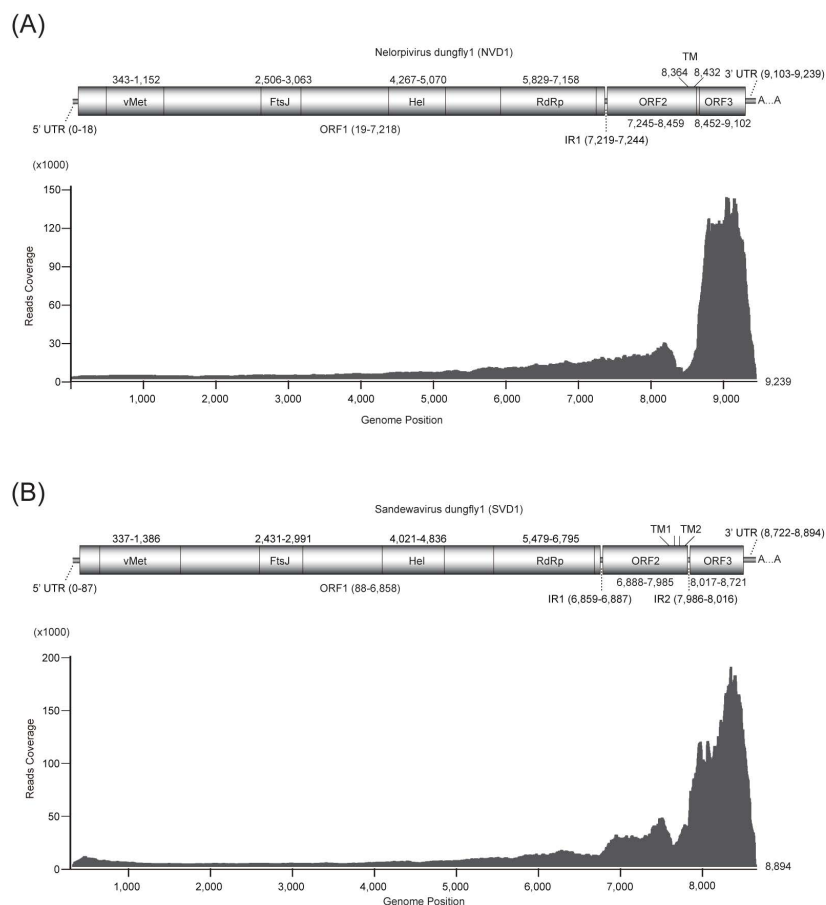 (A)
Nelorpivirus dungfly1 (NVD1)
TM
343-1,152 2,506-3,063 4,267-5,070 5,829-7,158 8,364 8,432 3' UTR (9,103-9,239)
vMet FtsJ Hel RdRp ORF2 ORF3 A...A
5' UTR (0-18) ORF1 (19-7,218) 7,245-8,459 8,452-9,102
IR1 (7,219-7,244)
(x1000)
150
120
90
60
30
0
Reads Coverage
1,000 2,000 3,000 4,000 5,000 6,000 7,000 8,000 9,000 9,239
Genome Position
(B)
Sandewavirus dungfly1 (SVD1)
337-1,386 2,431-2,991 4,021-4,836 5,479-6,795 TM1 TM2 3' UTR (8,722-8,894)
vMet FtsJ Hel RdRp ORF2 ORF3 A...A
5' UTR (0-87) ORF1 (88-6,858) 6,888-7,985 8,017-8,721
IR1 (6,859-6,887) IR2 (7,986-8,016)
(x1000)
200
150
100
50
0
Reads Coverage
1,000 2,000 3,000 4,000 5,000 6,000 7,000 8,000 8,894
Genome Position